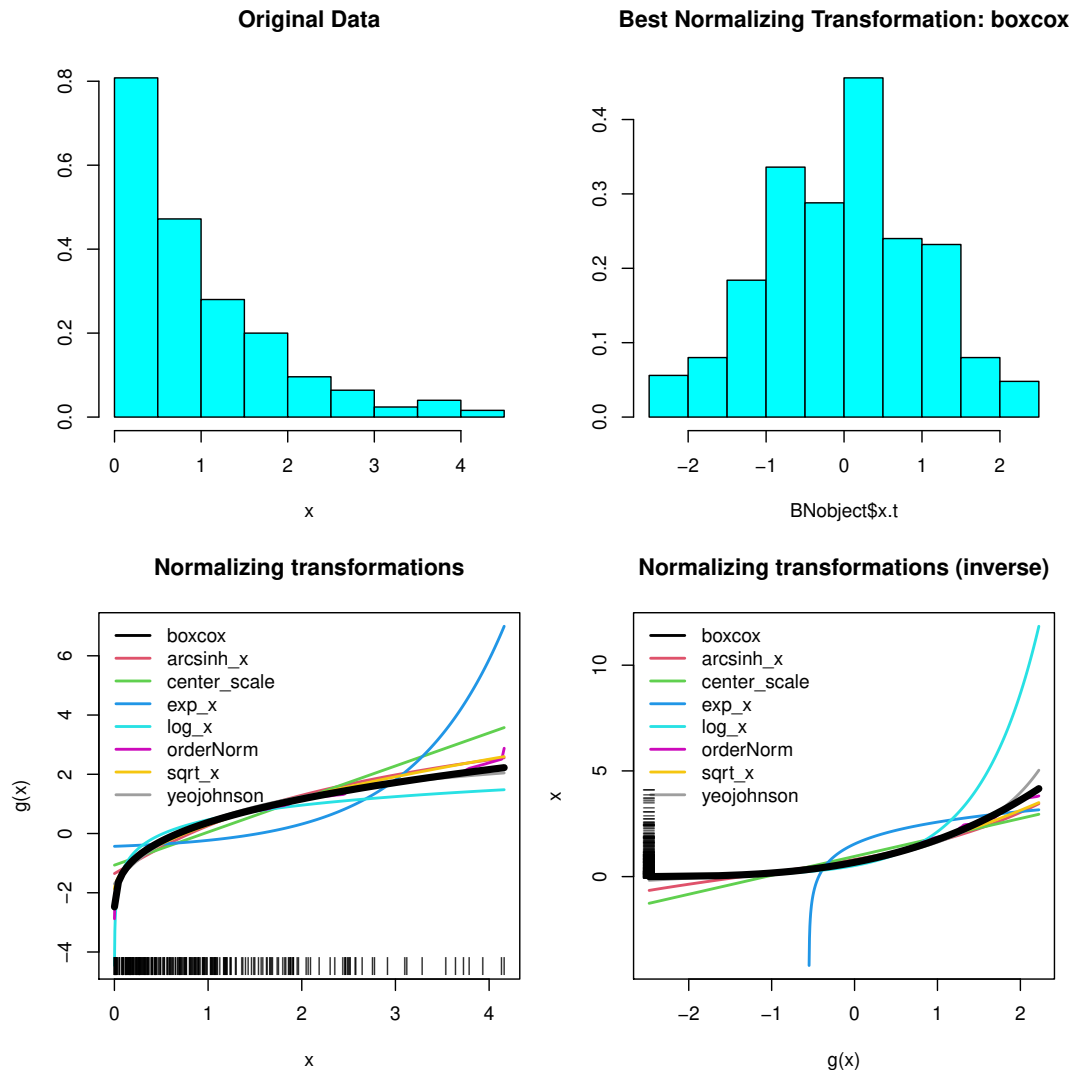 Original Data
0.0 0.2 0.4 0.6 0.8
0 1 2 3 4
x
Best Normalizing Transformation: boxcox
0.0 0.1 0.2 0.3 0.4
−2 −1 0 1 2
BNobject$x.t
Normalizing transformations
g(x)
−4 −2 0 2 4 6
boxcox
arcsinh_x
center_scale
exp_x
log_x
orderNorm
sqrt_x
yeojohnson
0 1 2 3 4
x
Normalizing transformations (inverse)
x
0 5 10
boxcox
arcsinh_x
center_scale
exp_x
log_x
orderNorm
sqrt_x
yeojohnson
−2 −1 0 1 2
g(x)